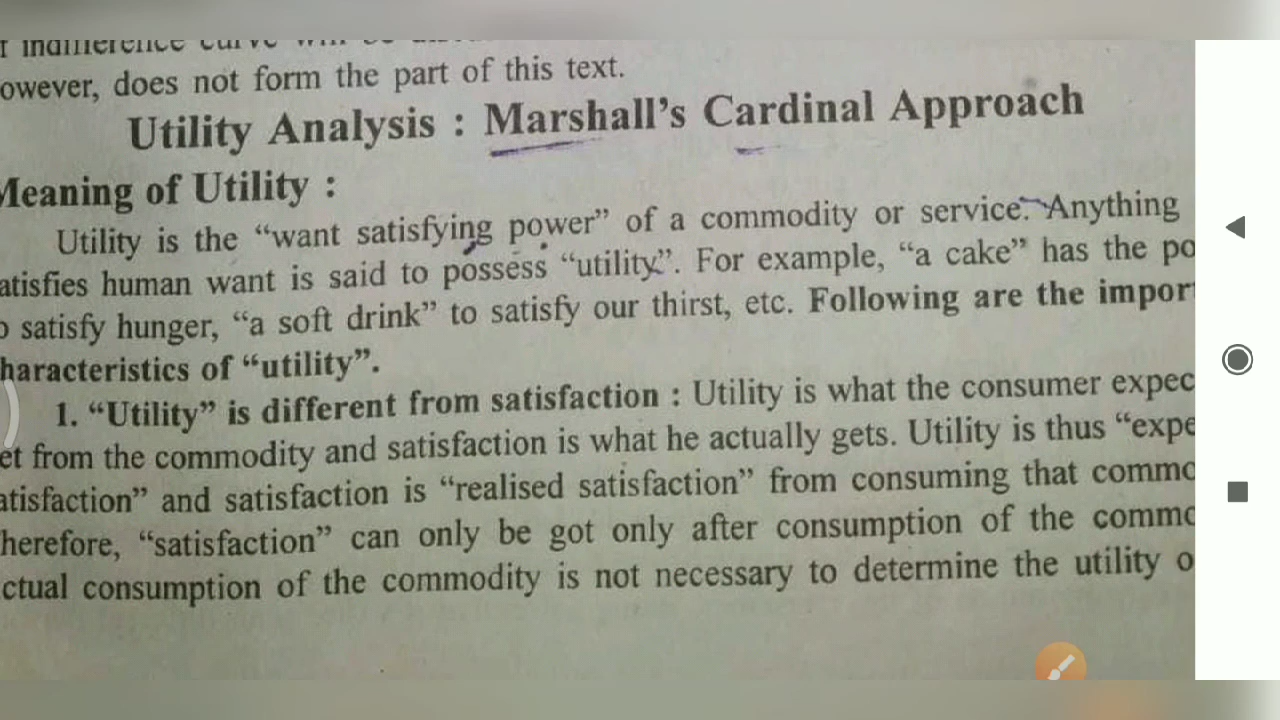 indifference curve
owever, does not form the part of this text.
Utility Analysis : Marshall's Cardinal Approach
Meaning of Utility :
Utility is the “want satisfying power” of a commodity or service. Anything
atisfies human want is said to possess “utility”. For example, “a cake” has the po
o satisfy hunger, “a soft drink” to satisfy our thirst, etc. Following are the impor
haracteristics of “utility”.
1. “Utility” is different from satisfaction : Utility is what the consumer expec
et from the commodity and satisfaction is what he actually gets. Utility is thus “expe
atisfaction” and satisfaction is “realised satisfaction” from consuming that commo
herefore, “satisfaction” can only be got only after consumption of the commo
ctual consumption of the commodity is not necessary to determine the utility o